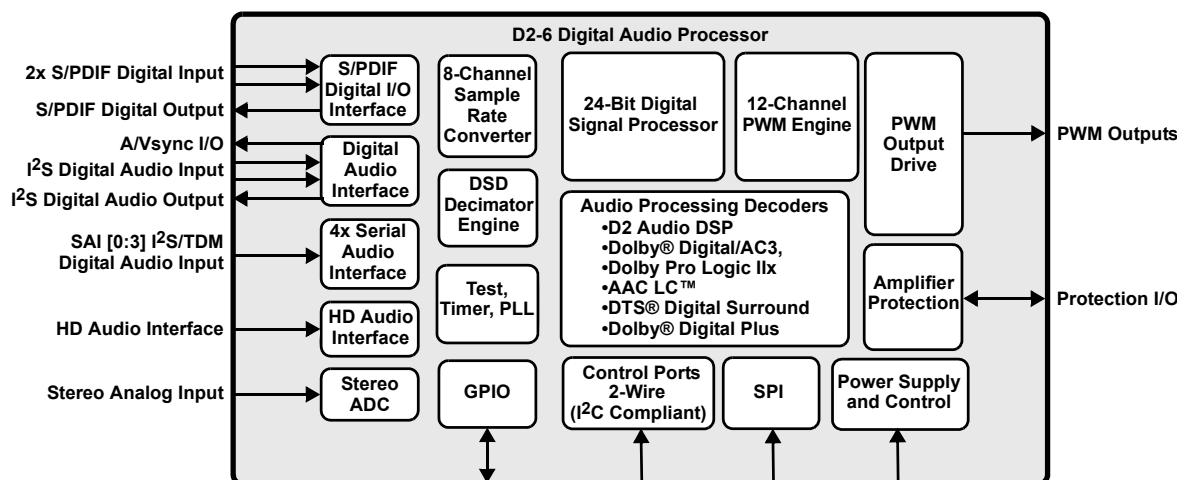 D2-6 Digital Audio Processor
2x S/PDIF Digital Input
S/PDIF Digital Output
A/Vsync I/O
I2S Digital Audio Input
I2S Digital Audio Output
SAI [0:3] I2S/TDM
Digital Audio Input
HD Audio Interface
Stereo Analog Input
S/PDIF
Digital I/O
Interface
Digital
Audio
Interface
4x Serial
Audio
Interface
HD Audio
Interface
Stereo
ADC
8-Channel
Sample
Rate
Converter
DSD
Decimator
Engine
Test,
Timer, PLL
GPIO
24-Bit Digital
Signal Processor
12-Channel
PWM Engine
Audio Processing Decoders
•D2 Audio DSP
•Dolby® Digital/AC3,
•Dolby Pro Logic IIx
•AAC LC™
•DTS® Digital Surround
•Dolby® Digital Plus
Control Ports
2-Wire
(I2C Compliant)
SPI
PWM
Output
Drive
Amplifier
Protection
Power Supply
and Control
PWM Outputs
Protection I/O